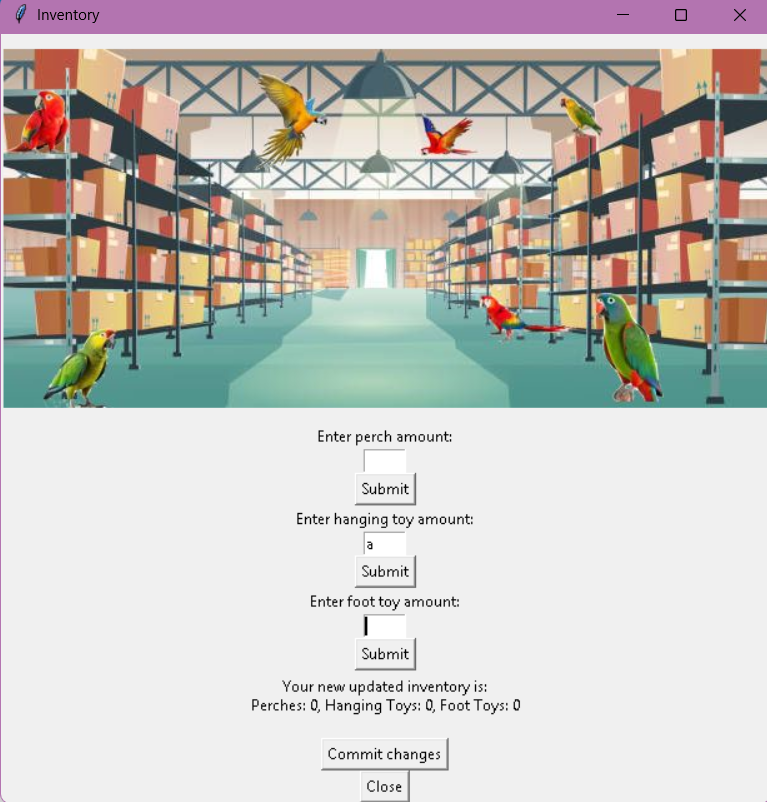 Inventory
Enter perch amount:
Submit
Enter hanging toy amount:
a
Submit
Enter foot toy amount:
Submit
Your new updated inventory is:
Perches: 0, Hanging Toys: 0, Foot Toys: 0
Commit changes
Close